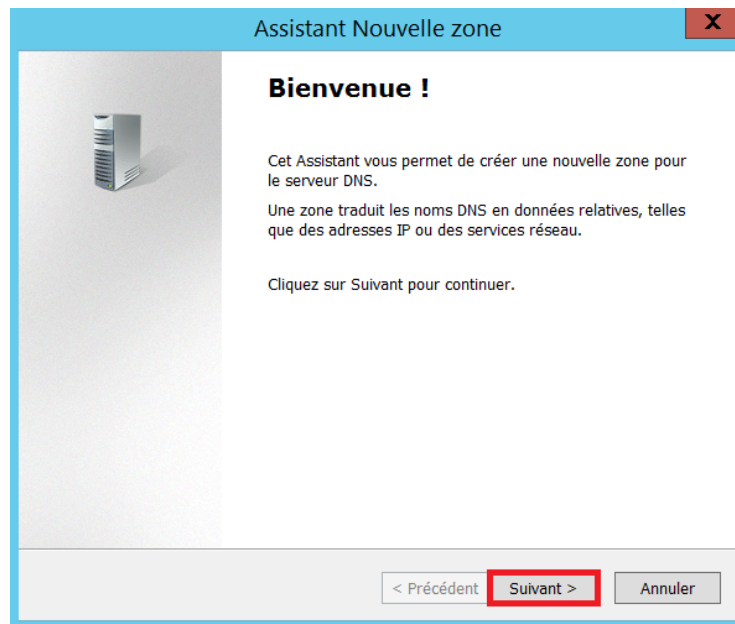 Assistant Nouvelle zone
X
Bienvenue !
Cet Assistant vous permet de créer une nouvelle zone pour
le serveur DNS.
Une zone traduit les noms DNS en données relatives, telles
que des adresses IP ou des services réseau.
Cliquez sur Suivant pour continuer.
< Précédent Suivant > Annuler